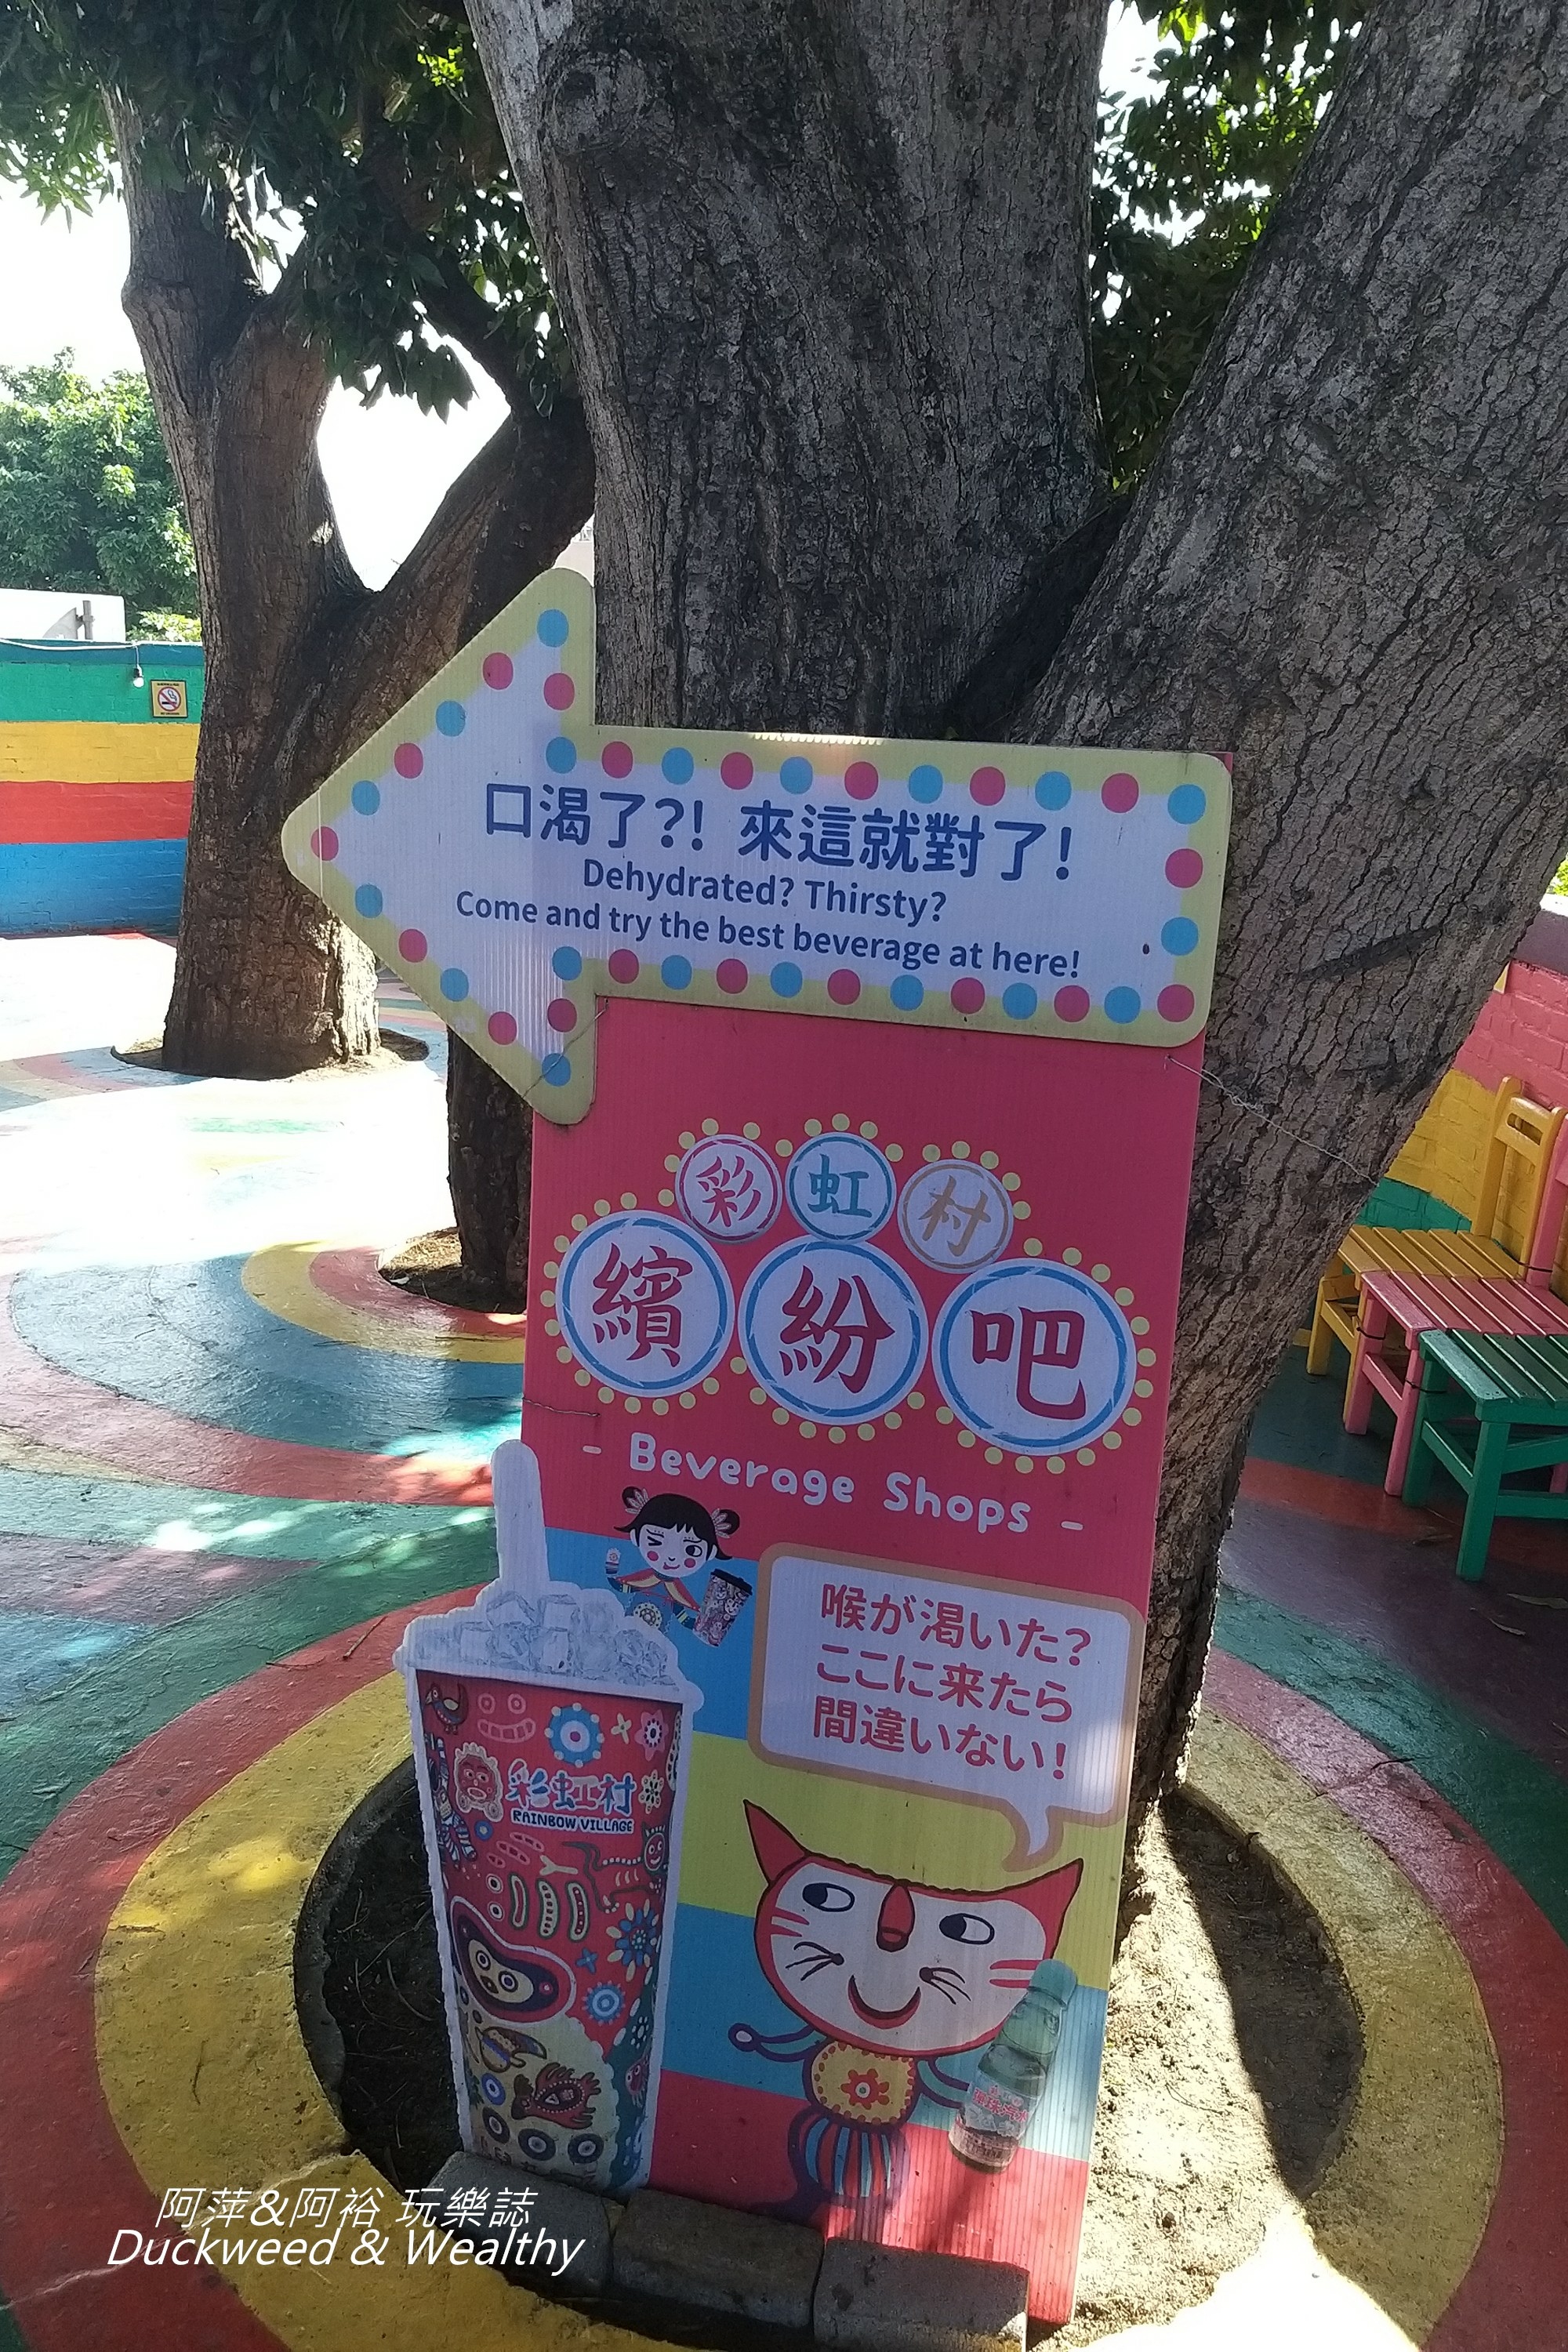 口渴了?! 來這就對了!
Dehydrated? Thirsty?
Come and try the best beverage at here!
彩虹村
繽紛吧
- Beverage Shops -
喉が渇いた?
ここに来たら
間違いない!
彩虹村
RAINBOW VILLAGE
阿萍&阿裕 玩樂誌
Duckweed & Wealthy